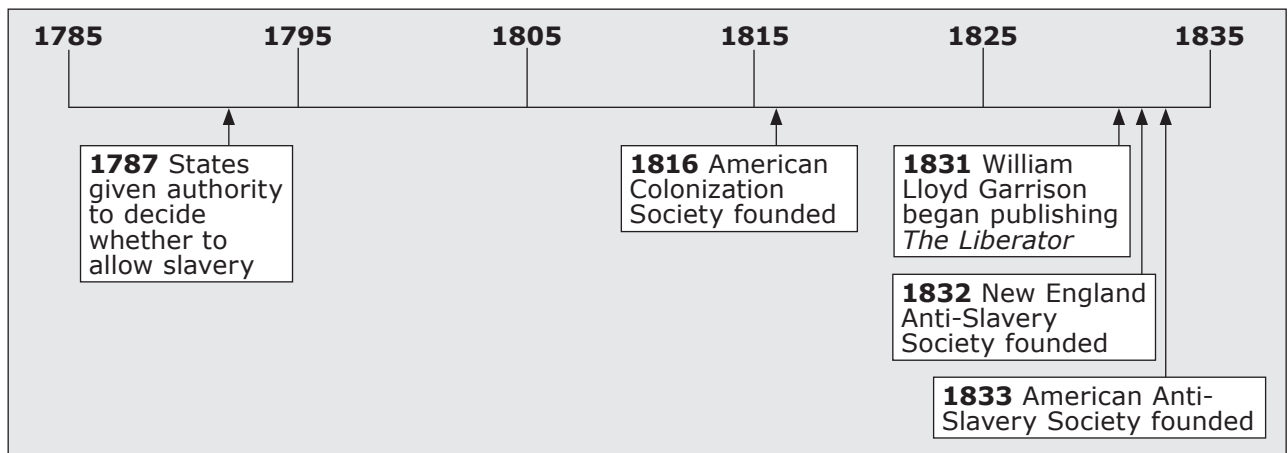 1785 1795 1805 1815 1825 1835
1787 States
given authority
to decide
whether to
allow slavery
1816 American
Colonization
Society founded
1831 William
Lloyd Garrison
began publishing
The Liberator
1832 New England
Anti-Slavery
Society founded
1833 American Anti-
Slavery Society founded